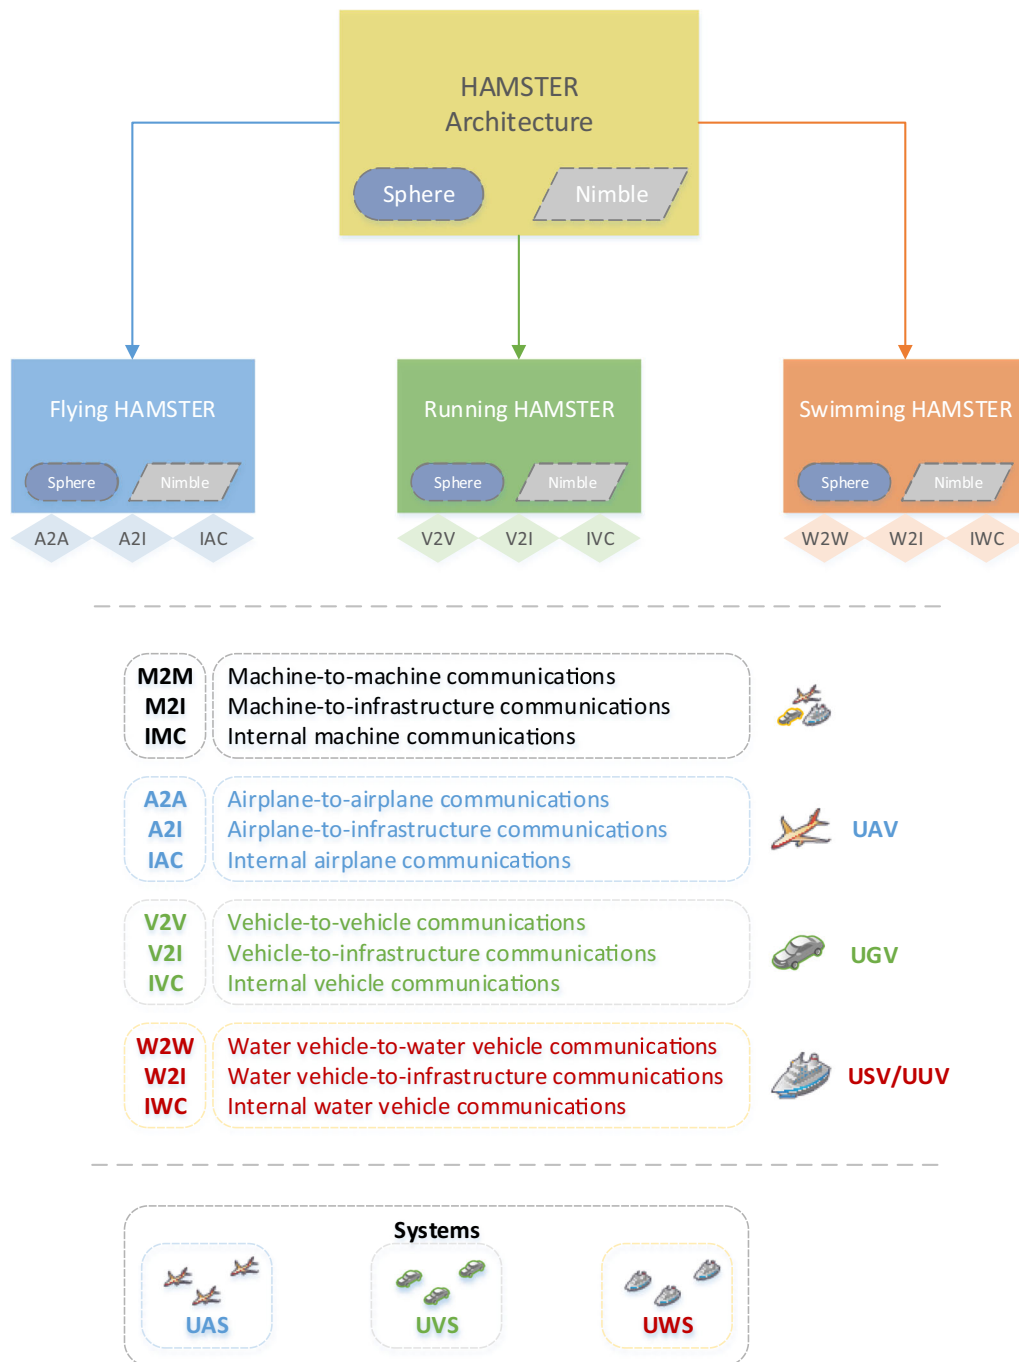 HAMSTER
Architecture
Sphere Nimble
Flying HAMSTER Running HAMSTER Swimming HAMSTER
Sphere Nimble Sphere Nimble Sphere Nimble
A2A A2I IAC V2V V2I IVC W2W W2I IWC
M2M Machine-to-machine communications
M2I Machine-to-infrastructure communications
IMC Internal machine communications
A2A Airplane-to-airplane communications
A2I Airplane-to-infrastructure communications UAV
IAC Internal airplane communications
V2V Vehicle-to-vehicle communications
V2I Vehicle-to-infrastructure communications UGV
IVC Internal vehicle communications
W2W Water vehicle-to-water vehicle communications
W2I Water vehicle-to-infrastructure communications USV/UUV
IWC Internal water vehicle communications
Systems
UAS UVS UWS